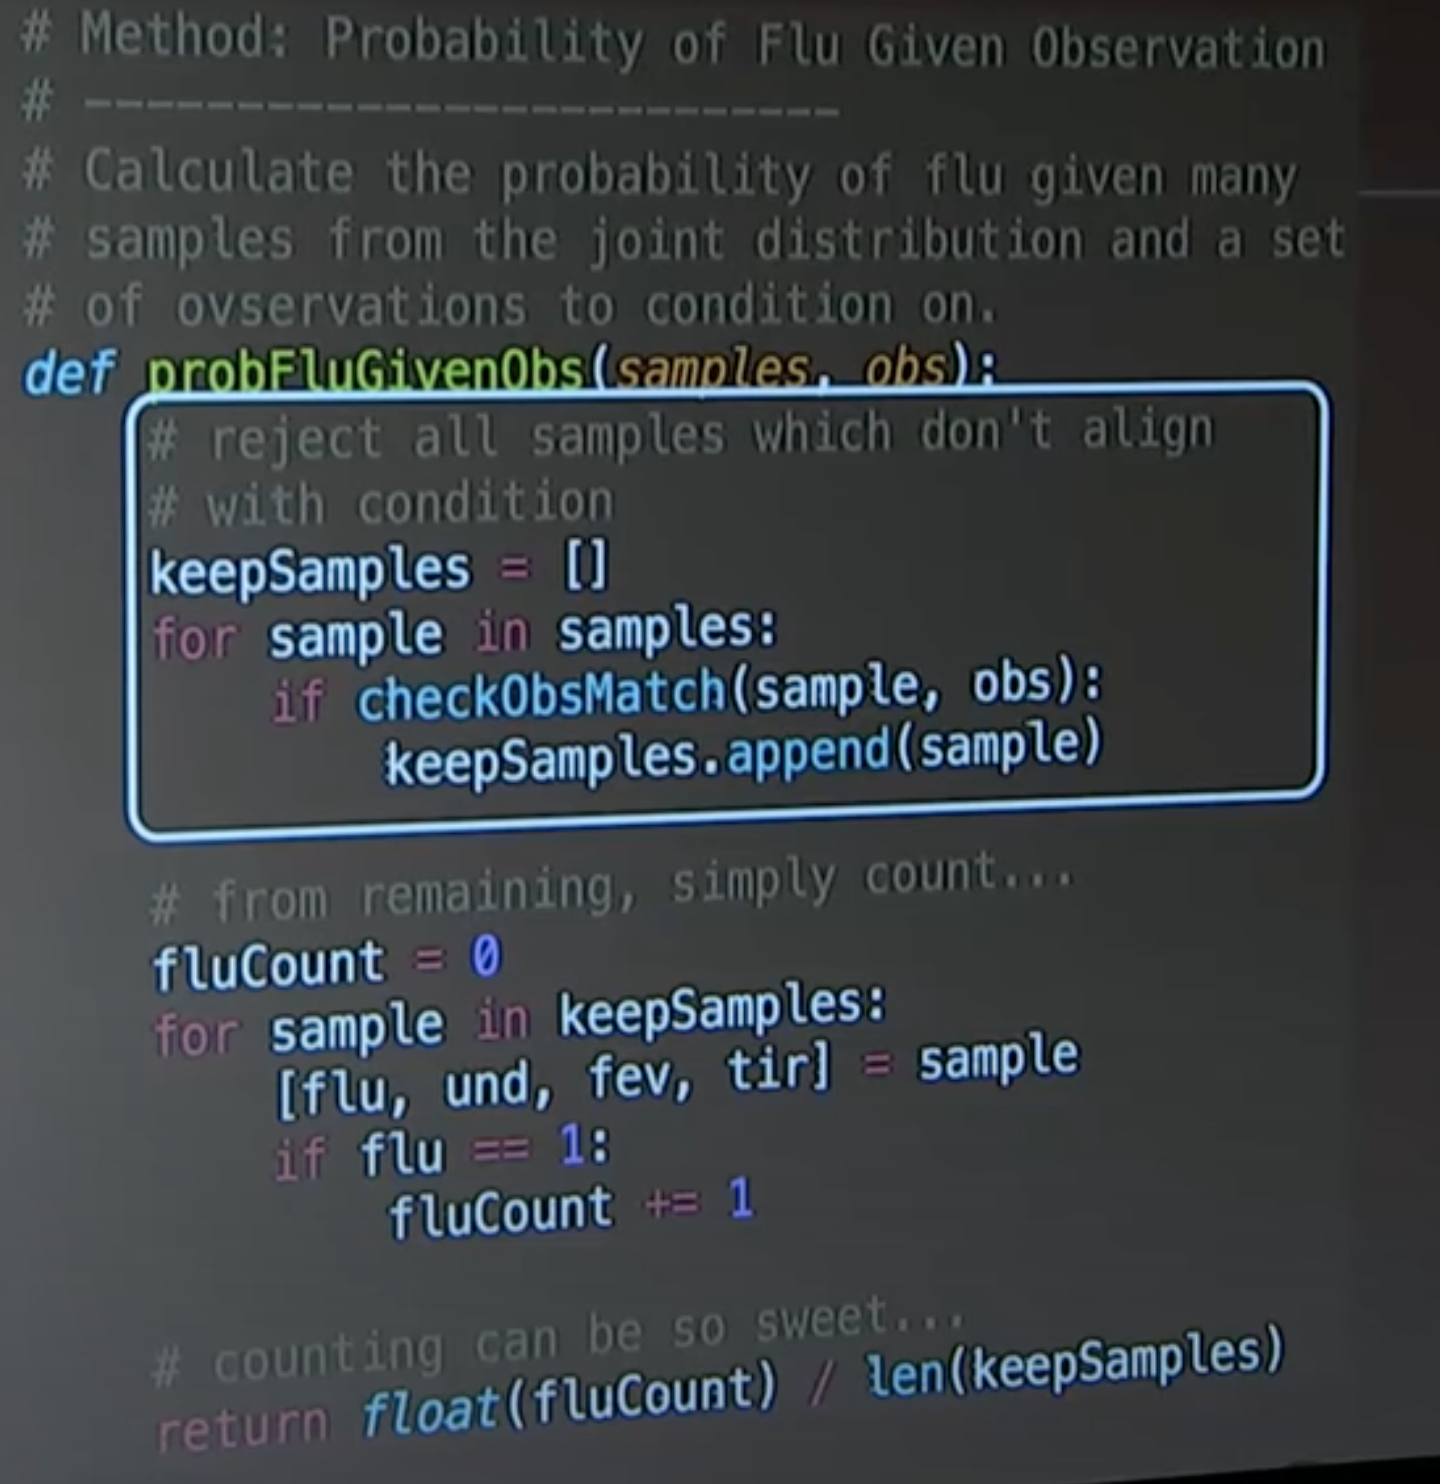 # Method: Probability of Flu Given Observation
# ---------------------------
# Calculate the probability of flu given many
# samples from the joint distribution and a set
# of ovservations to condition on.
def probFluGivenObs(samples, obs):
    # reject all samples which don't align
    # with condition
    keepSamples = []
    for sample in samples:
        if checkObsMatch(sample, obs):
            keepSamples.append(sample)
    # from remaining, simply count...
    fluCount = 0
    for sample in keepSamples:
        [flu, und, fev, tir] = sample
        if flu == 1:
            fluCount += 1
    # counting can be so sweet...
    return float(fluCount) / len(keepSamples)